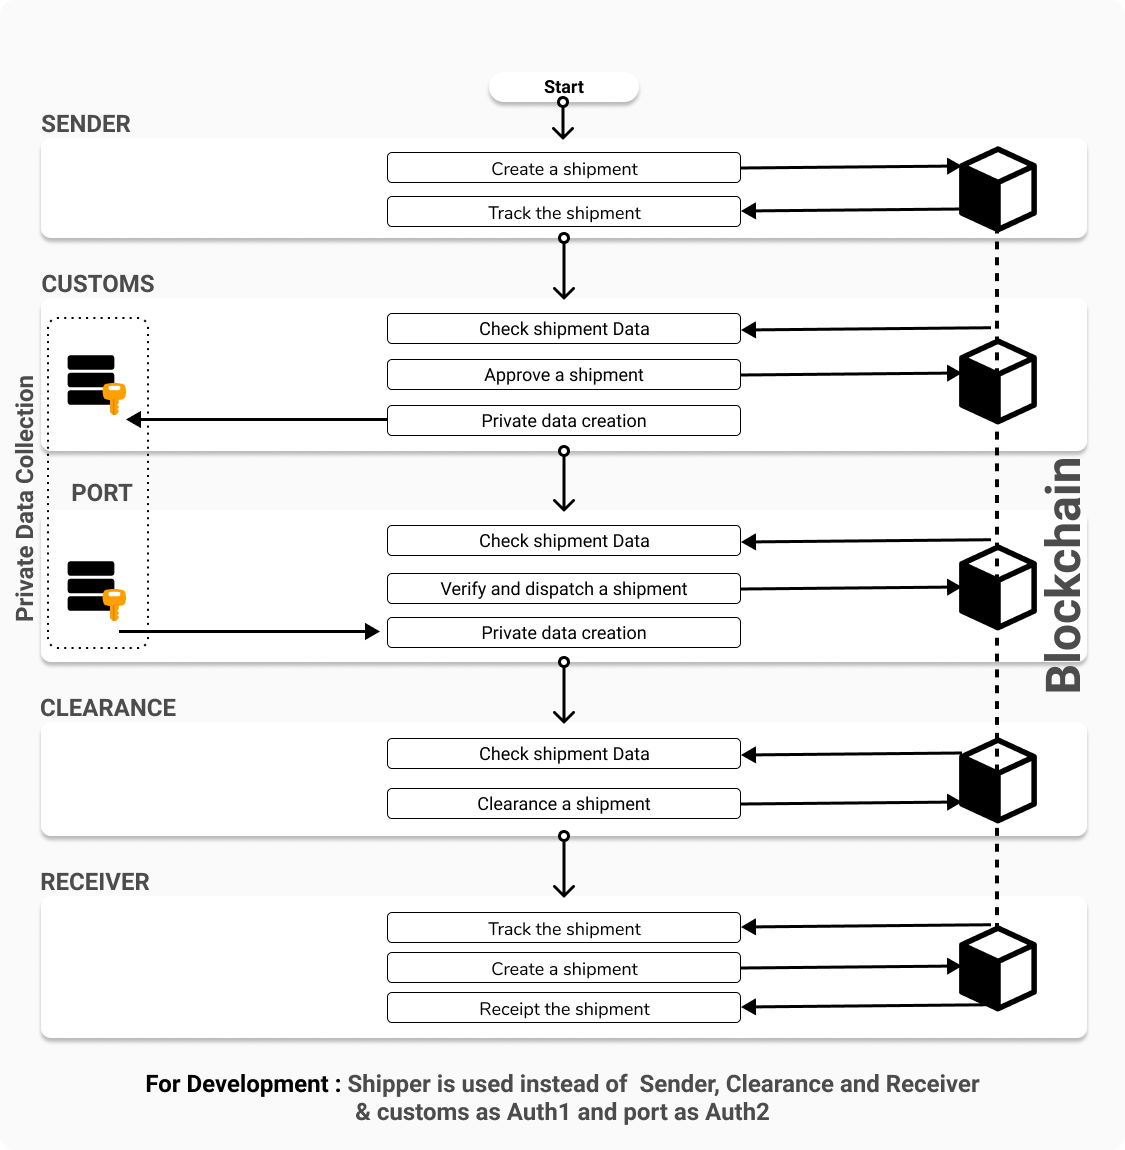 Start
SENDER
Create a shipment
Track the shipment
CUSTOMS
Check shipment Data
Approve a shipment
Private data creation
Private Data Collection
PORT
Check shipment Data
Verify and dispatch a shipment
Private data creation
Blockchain
CLEARANCE
Check shipment Data
Clearance a shipment
RECEIVER
Track the shipment
Create a shipment
Receipt the shipment
For Development : Shipper is used instead of Sender, Clearance and Receiver
& customs as Auth1 and port as Auth2